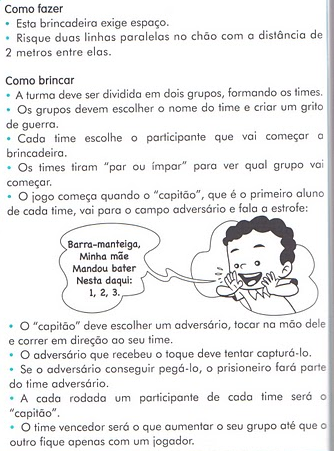 Como fazer
• Esta brincadeira exige espaço.
• Risque duas linhas paralelas no chão com a distância de
2 metros entre elas.
Como brincar
• A turma deve ser dividida em dois grupos, formando os times.
• Os grupos devem escolher o nome do time e criar um grito
de guerra.
• Cada time escolhe o participante que vai começar a
brincadeira.
• Os times tiram "par ou ímpar" para ver qual grupo vai
começar.
• O jogo começa quando o "capitão", que é o primeiro aluno
de cada time, vai para o campo adversário e fala a estrofe:
Barra-manteiga,
Minha mãe
Mandou bater
Nesta daqui:
1, 2, 3.
• O "capitão" deve escolher um adversário, tocar na mão dele
e correr em direção ao seu time.
• O adversário que recebeu o toque deve tentar capturá-lo.
• Se o adversário conseguir pegá-lo, o prisioneiro fará parte
do time adversário.
• A cada rodada um participante de cada time será o
"capitão".
• O time vencedor será o que aumentar o seu grupo até que o
outro fique apenas com um jogador.